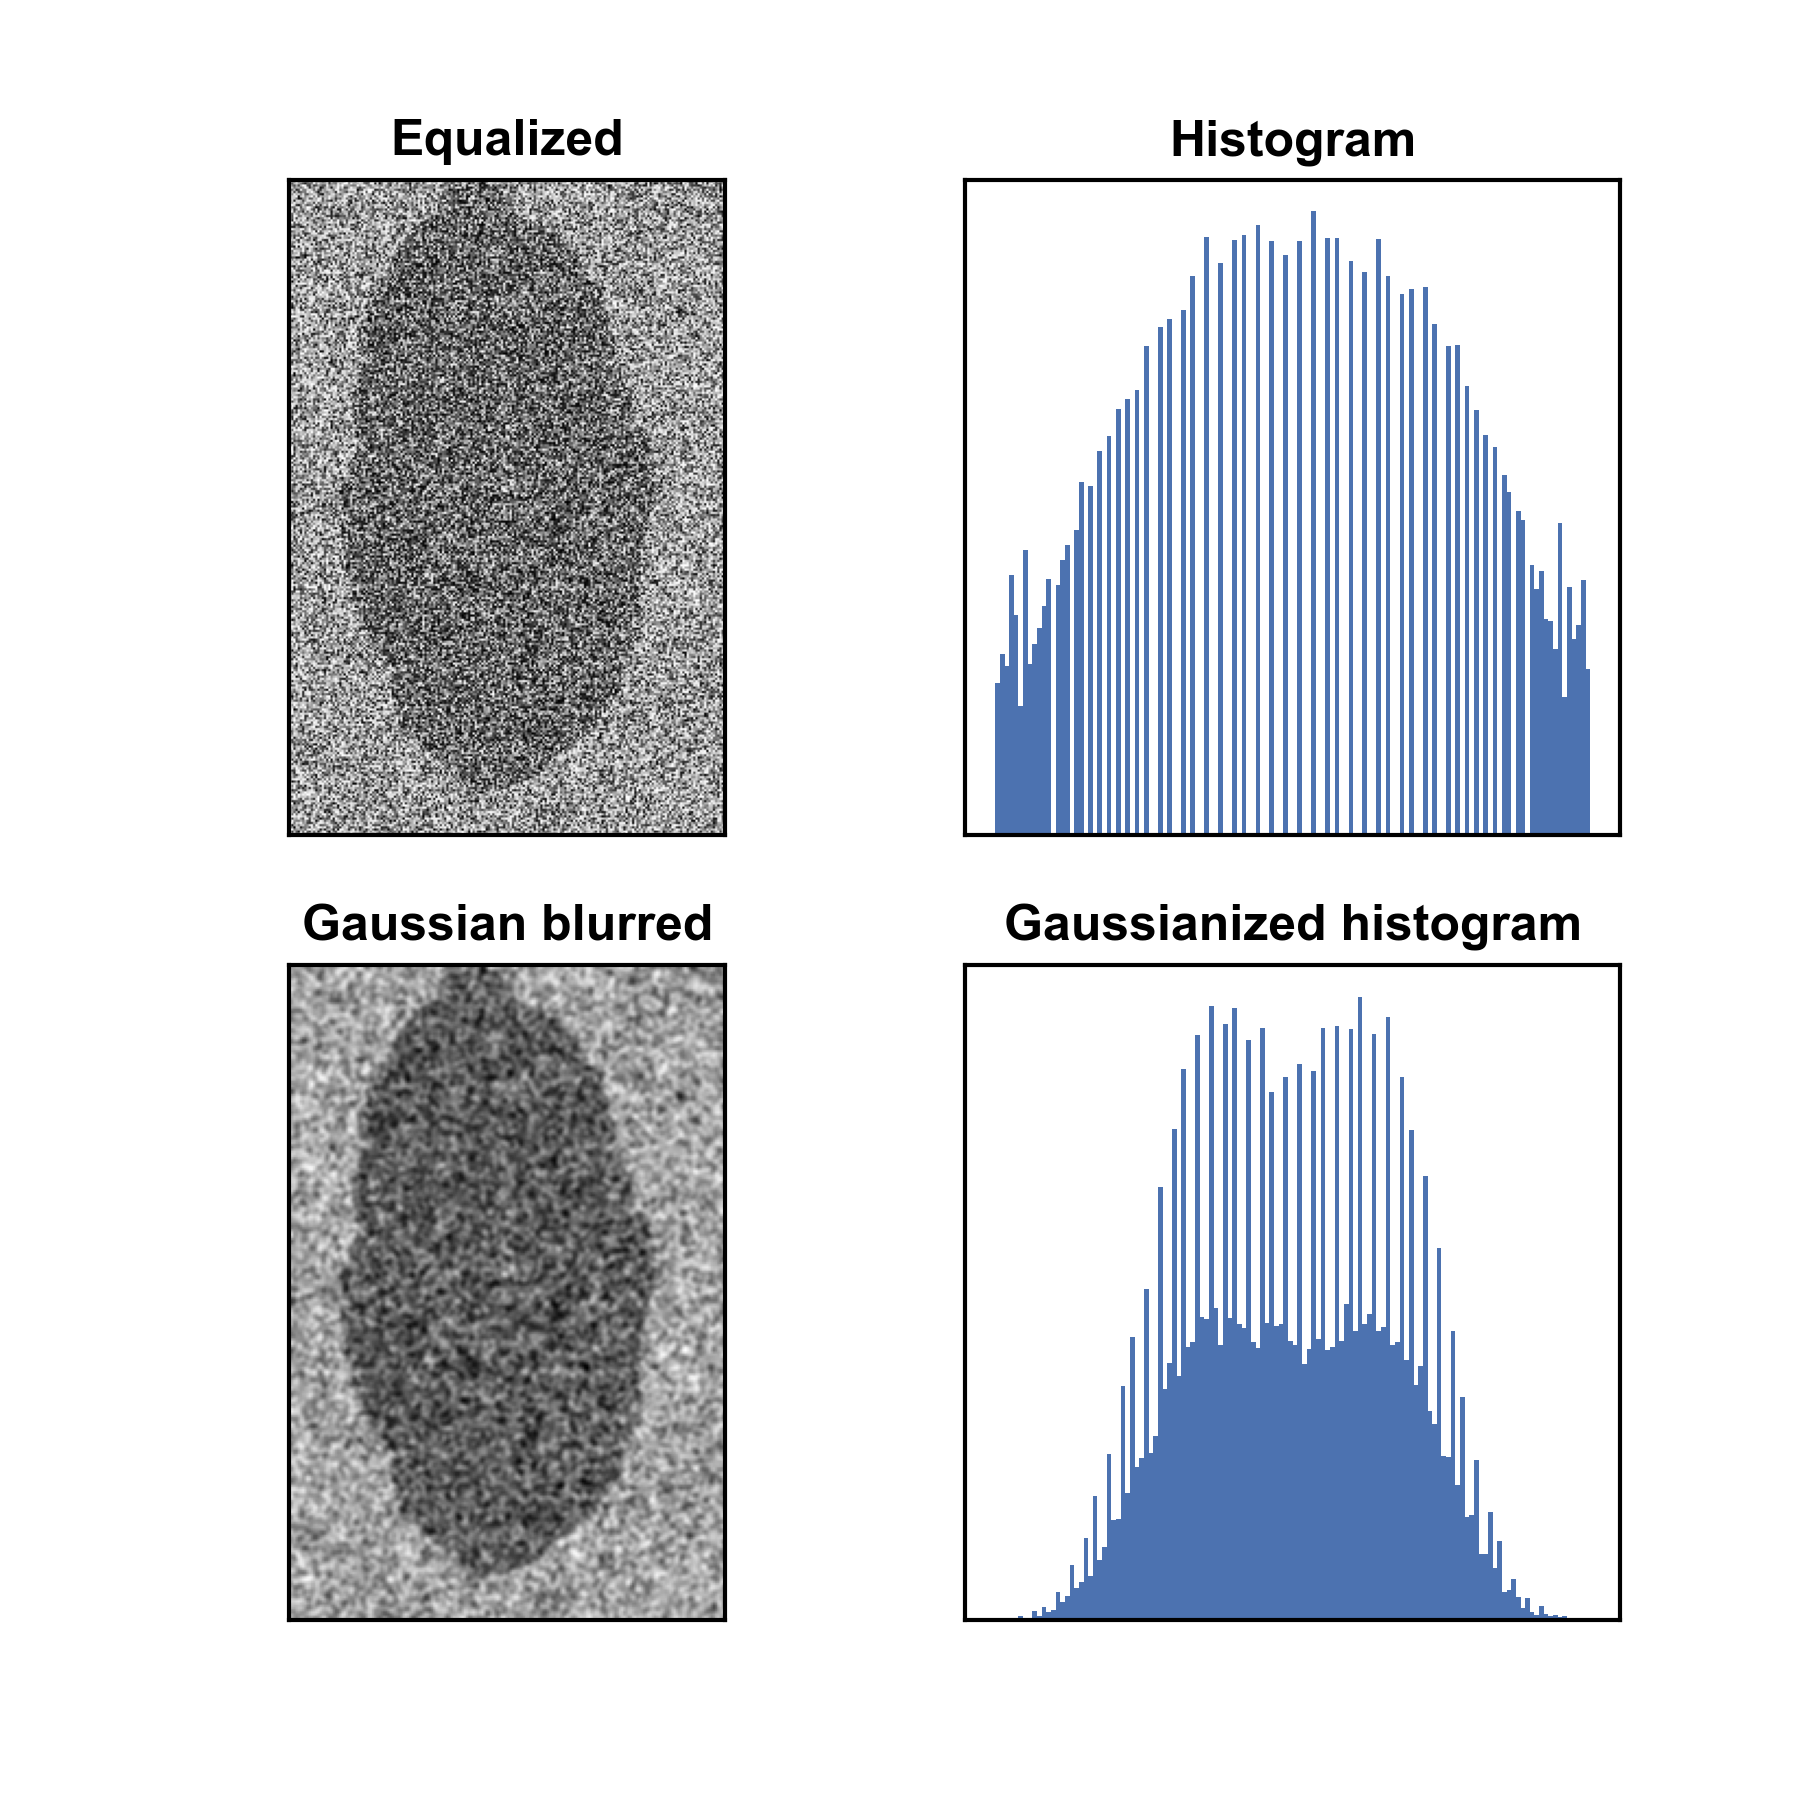 Equalized
Histogram
Gaussian blurred
Gaussianized histogram